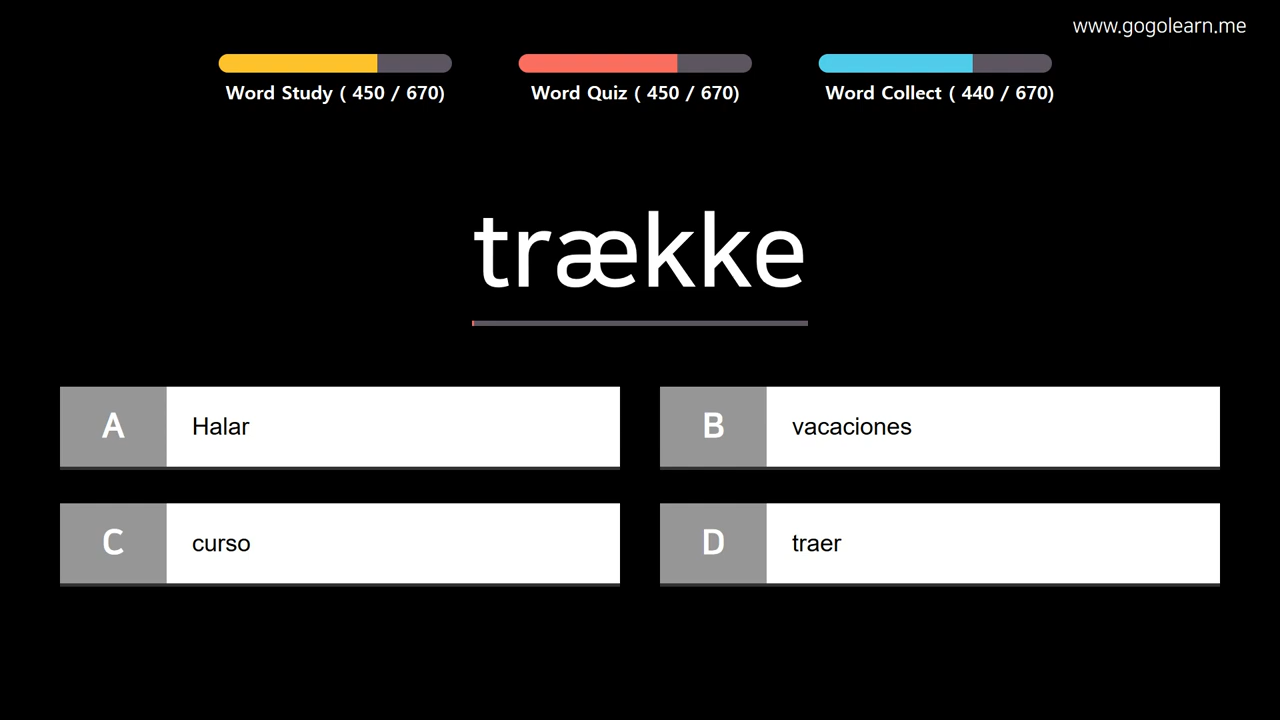 www.gogolearn.me
Word Study ( 450 / 670)
Word Quiz ( 450 / 670)
Word Collect ( 440 / 670)
trække
A Halar
B vacaciones
C curso
D traer